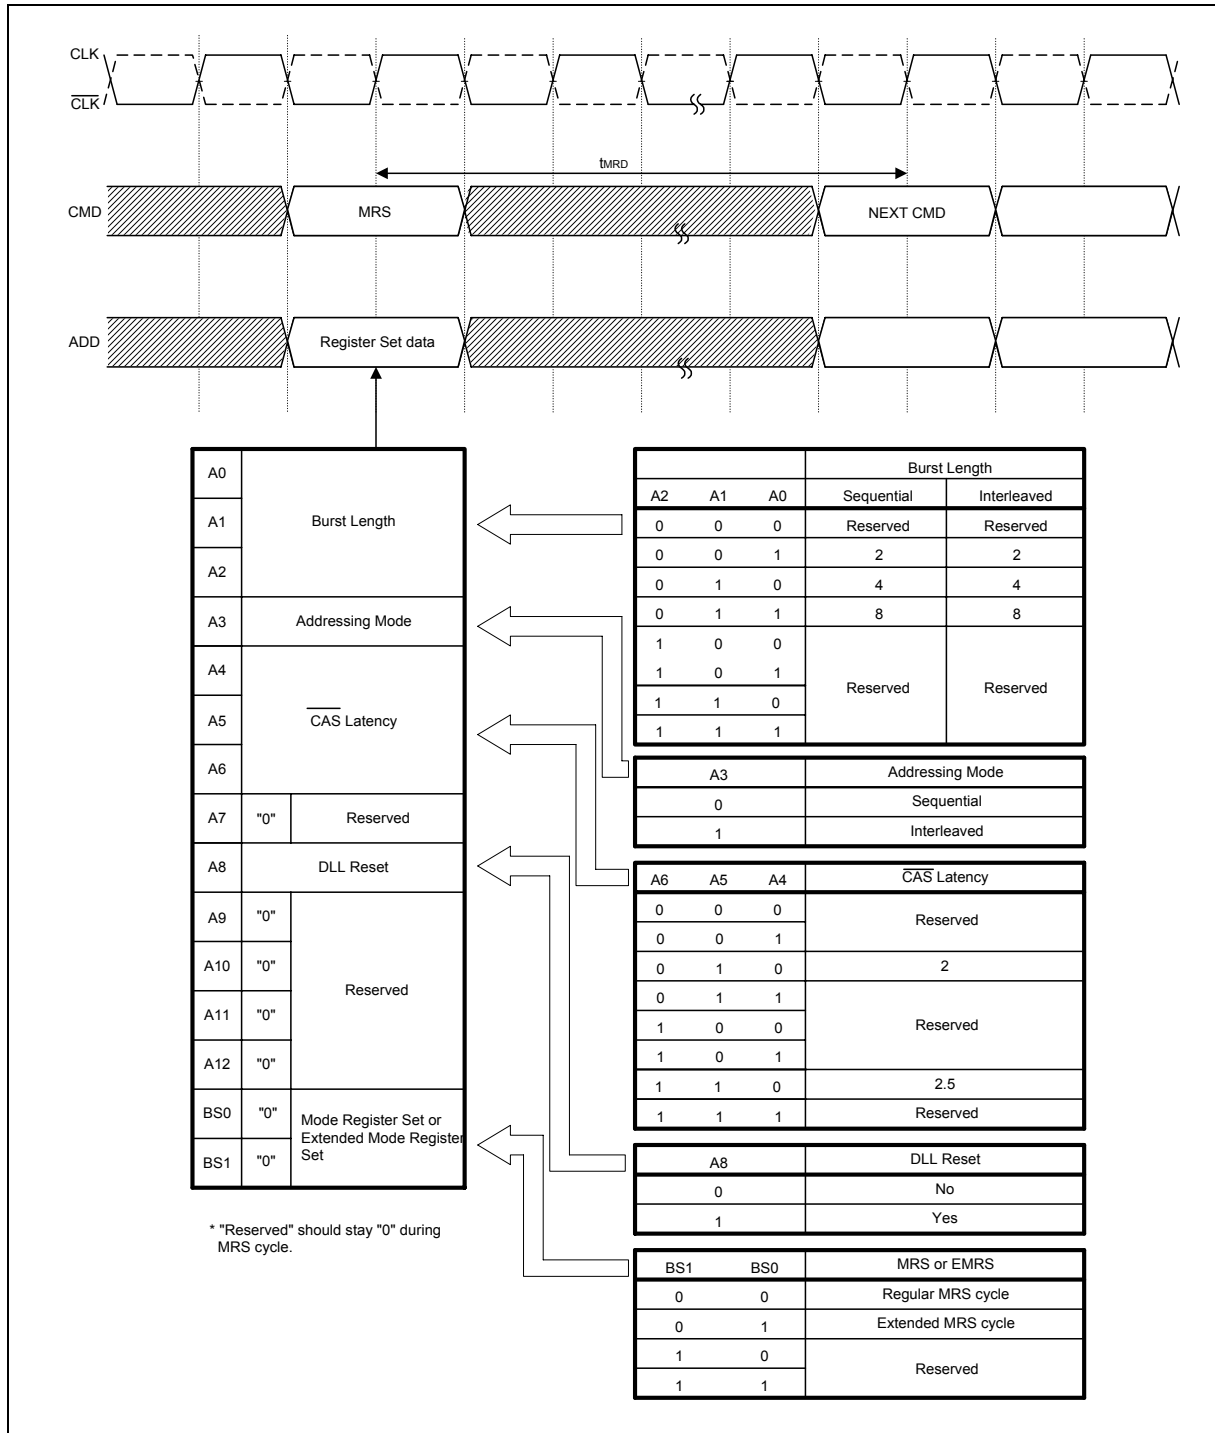 CLK
CLK
tMRD
CMD MRS NEXT CMD
ADD Register Set data
A0
A1 Burst Length
A2
A3 Addressing Mode
A4
A5 CAS Latency
A6
A7 "0" Reserved
A8 DLL Reset
A9 "0"
A10 "0"
Reserved
A11 "0"
A12 "0"
BS0 "0"
Mode Register Set or
Extended Mode Register
Set
BS1 "0"
* "Reserved" should stay "0" during
MRS cycle.
Burst Length
A2 A1 A0 Sequential Interleaved
0 0 0 Reserved Reserved
0 0 1 2 2
0 1 0 4 4
0 1 1 8 8
1 0 0
1 0 1
Reserved Reserved
1 1 0
1 1 1
A3 Addressing Mode
0 Sequential
1 Interleaved
A6 A5 A4 CAS Latency
0 0 0
Reserved
0 0 1
0 1 0 2
0 1 1
1 0 0 Reserved
1 0 1
1 1 0 2.5
1 1 1 Reserved
A8 DLL Reset
0 No
1 Yes
BS1 BS0 MRS or EMRS
0 0 Regular MRS cycle
0 1 Extended MRS cycle
1 0
Reserved
1 1